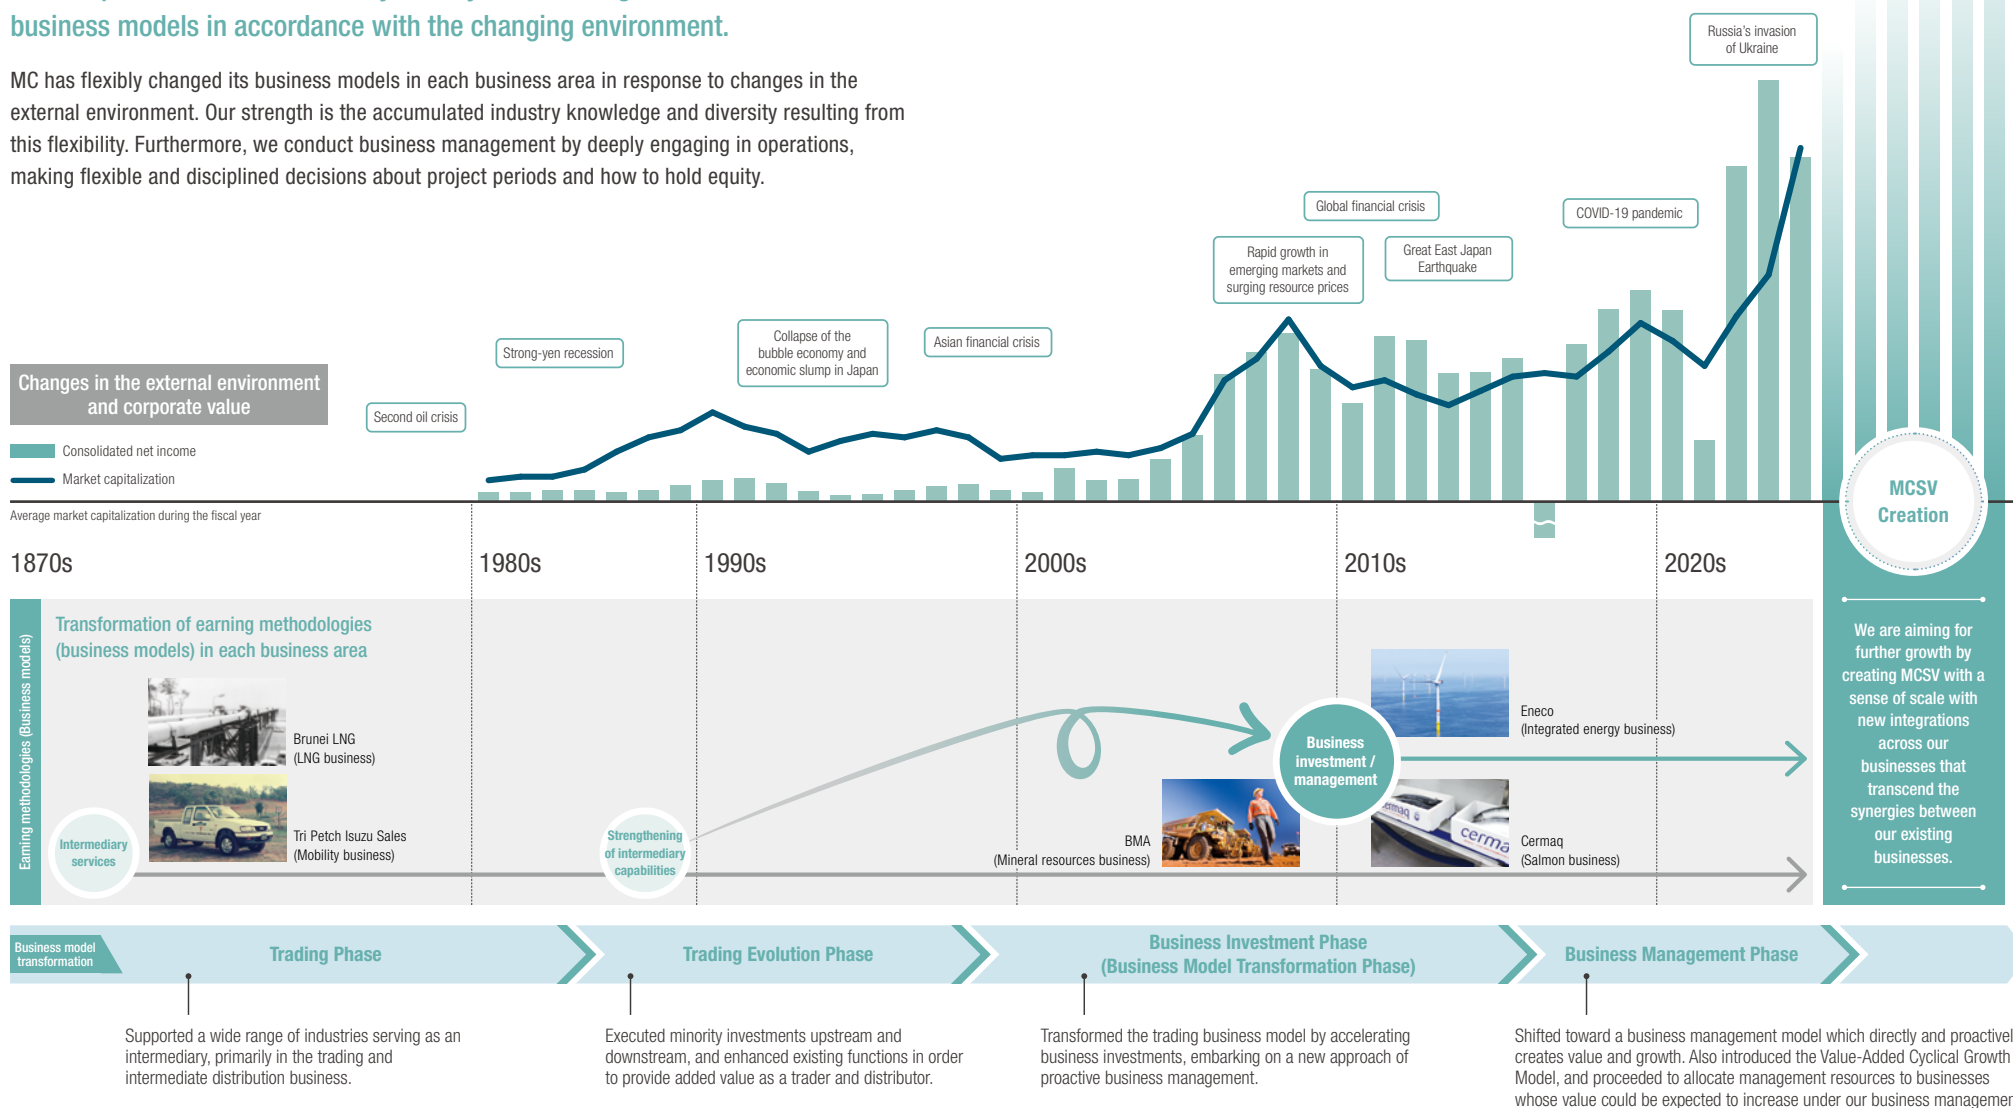 business models in accordance with the changing environment.
MC has flexibly changed its business models in each business area in response to changes in the
external environment. Our strength is the accumulated industry knowledge and diversity resulting from
this flexibility. Furthermore, we conduct business management by deeply engaging in operations,
making flexible and disciplined decisions about project periods and how to hold equity.
Russia's invasion
of Ukraine
Global financial crisis
COVID-19 pandemic
Rapid growth in
emerging markets and
surging resource prices
Great East Japan
Earthquake
Strong-yen recession
Collapse of the
bubble economy and
economic slump in Japan
Asian financial crisis
Second oil crisis
Changes in the external environment
and corporate value
Consolidated net income
Market capitalization
Average market capitalization during the fiscal year
1870s
1980s
1990s
2000s
2010s
2020s
MCSV
Creation
We are aiming for
further growth by
creating MCSV with a
sense of scale with
new integrations
across our
businesses that
transcend the
synergies between
our existing
businesses.
Earning methodologies (Business models)
Transformation of earning methodologies
(business models) in each business area
Brunei LNG
(LNG business)
Tri Petch Isuzu Sales
(Mobility business)
Intermediary
services
Strengthening
of intermediary
capabilities
BMA
(Mineral resources business)
Business
investment /
management
Eneco
(Integrated energy business)
cermaq
cerma
Cermaq
(Salmon business)
Business model
transformation
Trading Phase
Trading Evolution Phase
Business Investment Phase
(Business Model Transformation Phase)
Business Management Phase
Supported a wide range of industries serving as an
intermediary, primarily in the trading and
intermediate distribution business.
Executed minority investments upstream and
downstream, and enhanced existing functions in order
to provide added value as a trader and distributor.
Transformed the trading business model by accelerating
business investments, embarking on a new approach of
proactive business management.
Shifted toward a business management model which directly and proactivel
creates value and growth. Also introduced the Value-Added Cyclical Growth
Model, and proceeded to allocate management resources to businesses
whose value could be expected to increase under our business managemen